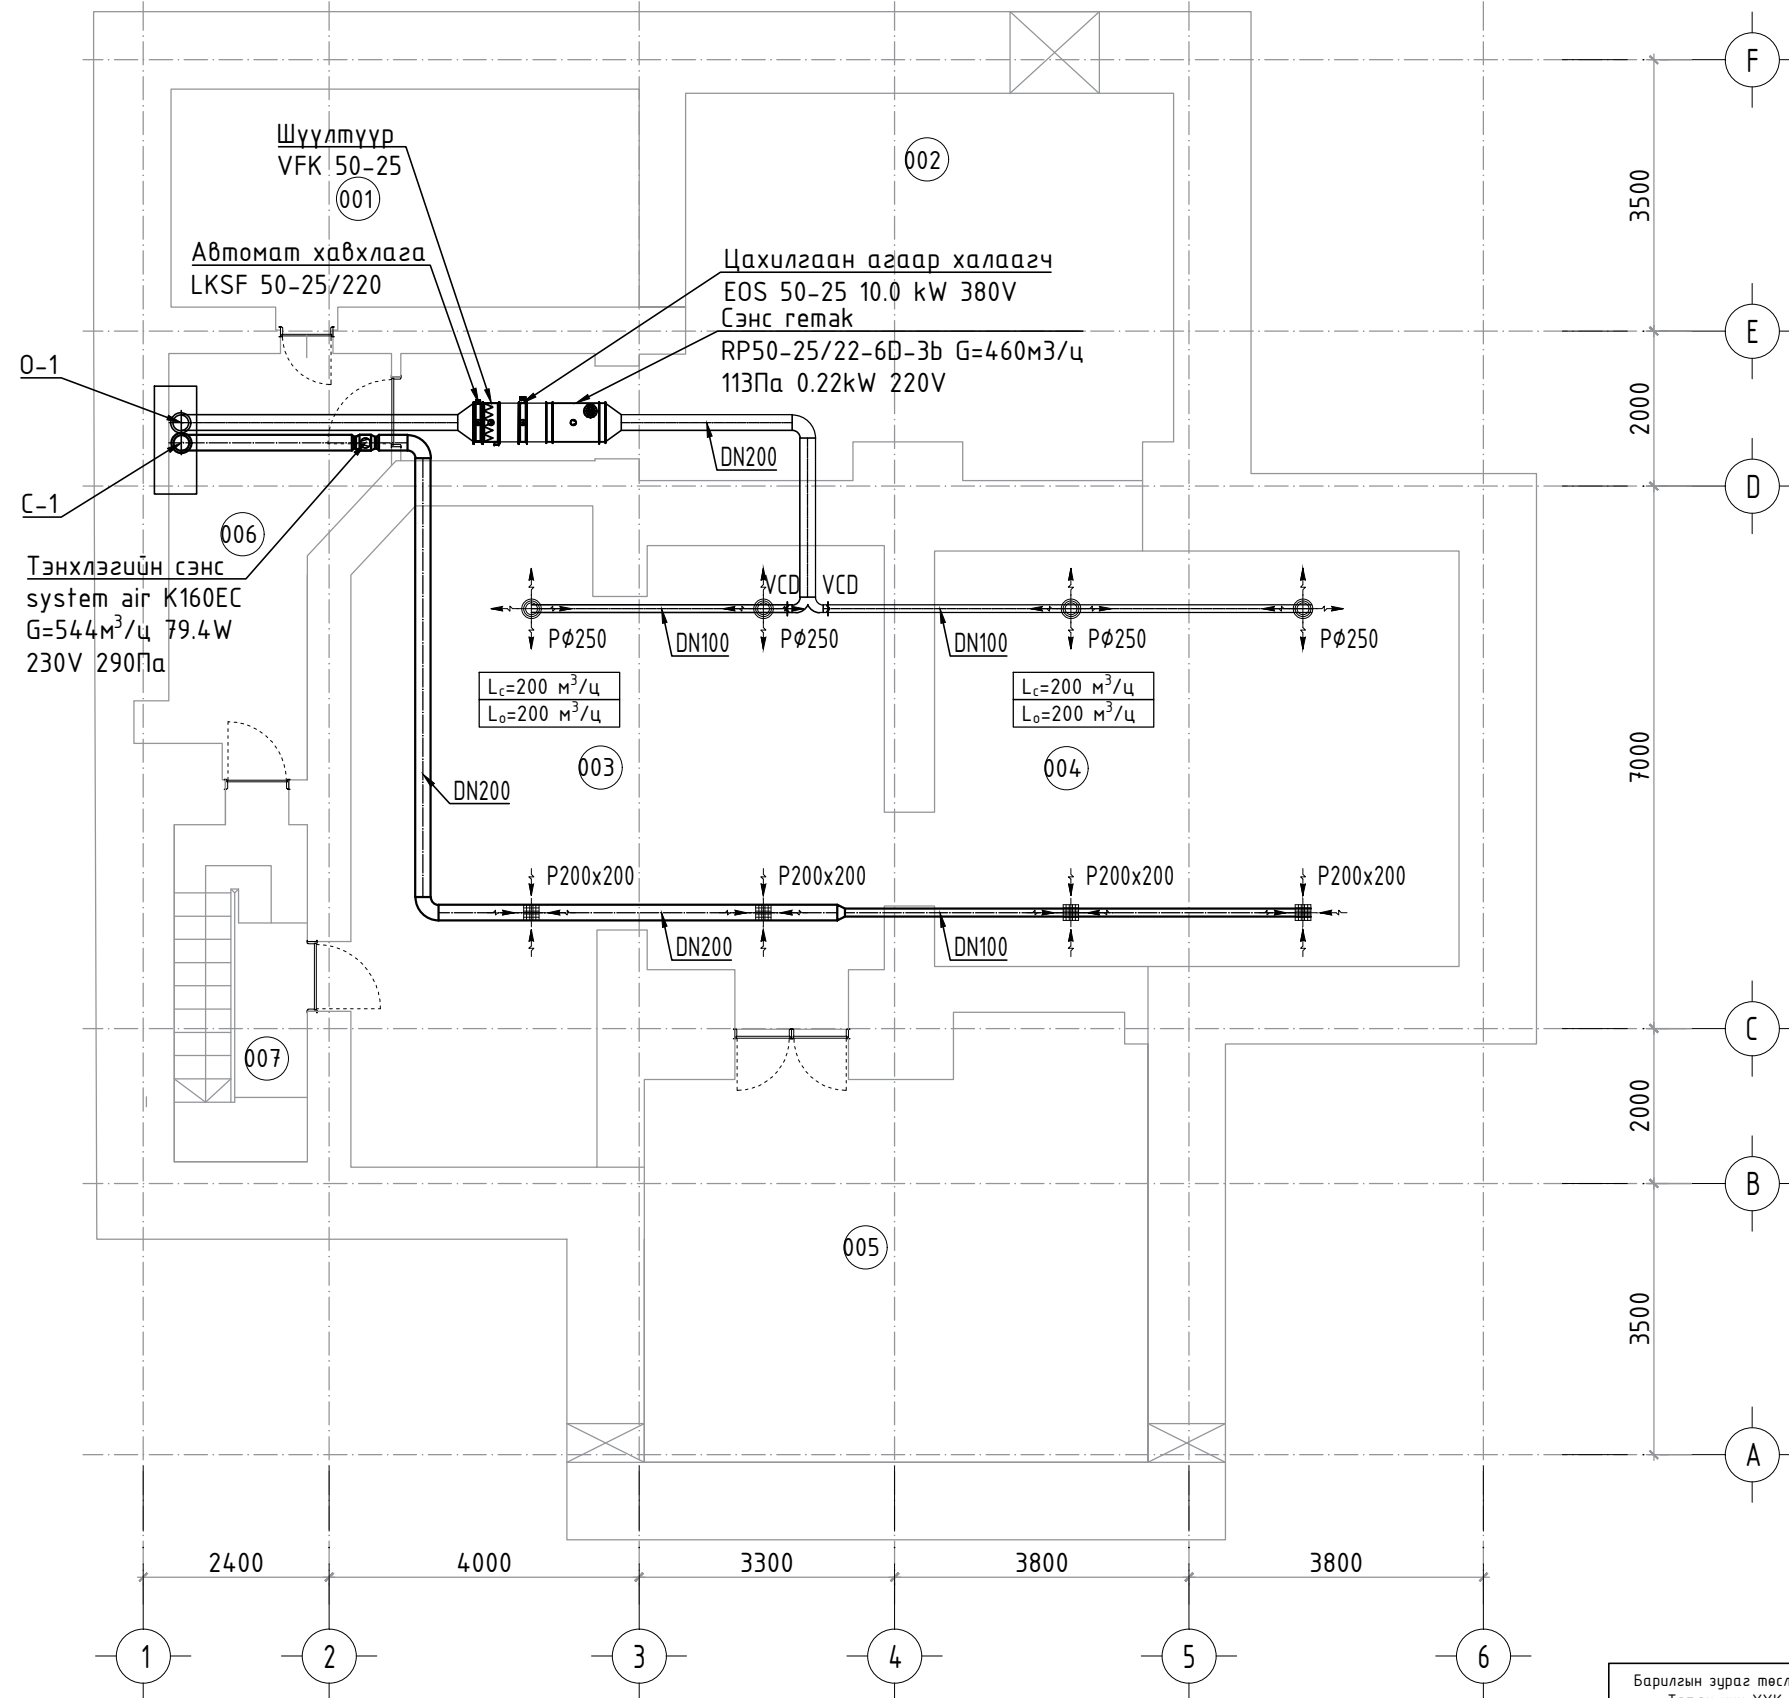 F
Шүүлтүүр
VFK 50-25
001
002
3500
Автомат хавхлага
LKSF 50-25/220
Цахилгаан агаар халаагч
EOS 50-25 10.0 kW 380V
Сэнс remak
RP50-25/22-6D-3b G=460м3/ц
113Па 0.22kW 220V
E
О-1
2000
DN200
D
С-1
006
Тэнхлэгийн сэнс
system air K160EC
G=544м³/ц 79.4W
230V 290Па
VCD VCD
PØ250
DN100
PØ250
DN100
PØ250
PØ250
Lс=200 м³/ц
Lо=200 м³/ц
Lс=200 м³/ц
Lо=200 м³/ц
003
004
7000
DN200
P200x200
P200x200
P200x200
P200x200
DN200
DN100
C
007
2000
B
005
3500
A
2400
4000
3300
3800
3800
1
2
3
4
5
6
Барилгын зураг төсл